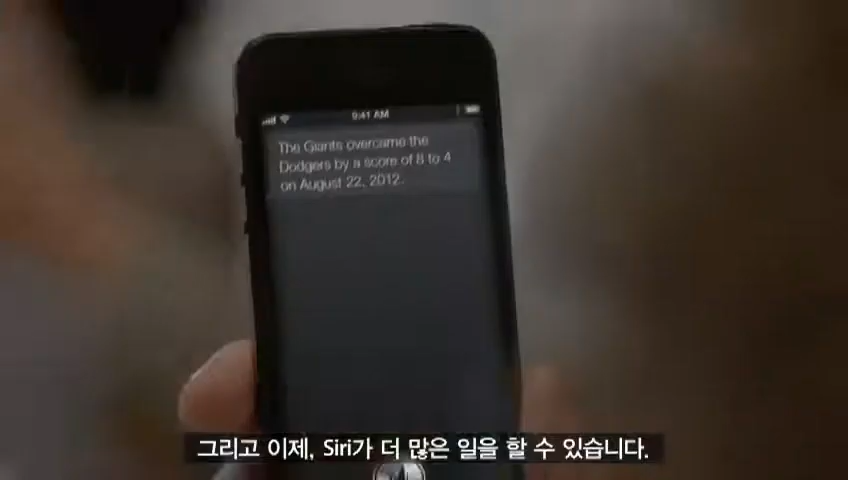 9:41 AM
The Giants overcame the
Dodgers by a score of 8 to 4
on August 22, 2012.
그리고 이제, Siri가 더 많은 일을 할 수 있습니다.